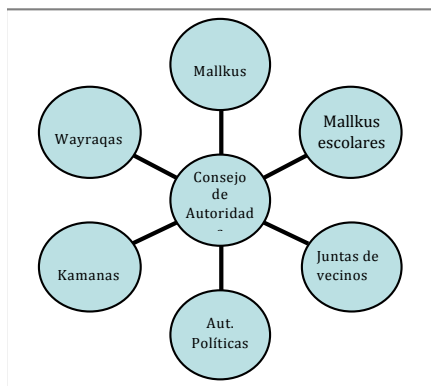 Mallkus
Mallkus
escolares
Juntas de
vecinos
Aut.
Políticas
Kamanas
Wayraqas
Consejo
de
Autoridad